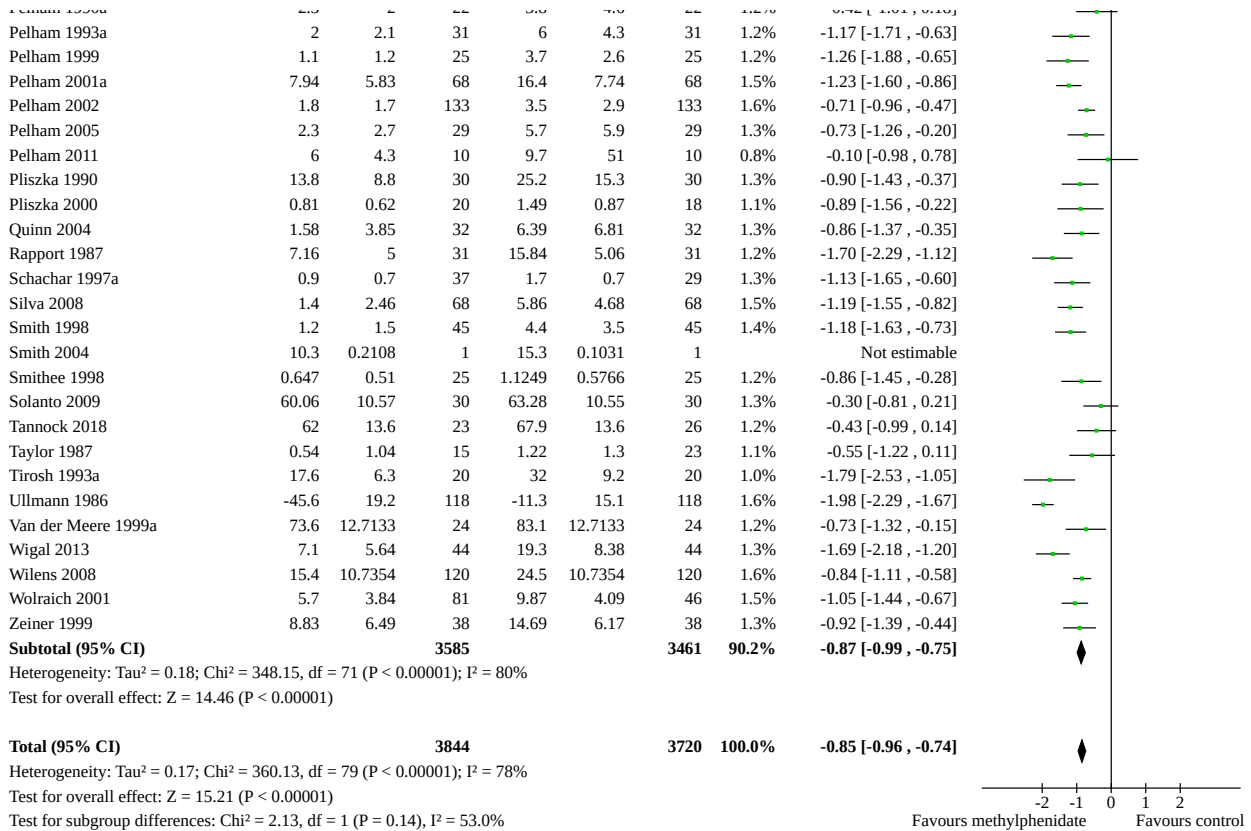 Pelham 1993a 2 2.1 31 6 4.3 31 1.2% -1.17 [-1.71 , -0.63]
Pelham 1999 1.1 1.2 25 3.7 2.6 25 1.2% -1.26 [-1.88 , -0.65]
Pelham 2001a 7.94 5.83 68 16.4 7.74 68 1.5% -1.23 [-1.60 , -0.86]
Pelham 2002 1.8 1.7 133 3.5 2.9 133 1.6% -0.71 [-0.96 , -0.47]
Pelham 2005 2.3 2.7 29 5.7 5.9 29 1.3% -0.73 [-1.26 , -0.20]
Pelham 2011 6 4.3 10 9.7 51 10 0.8% -0.10 [-0.98 , 0.78]
Pliszka 1990 13.8 8.8 30 25.2 15.3 30 1.3% -0.90 [-1.43 , -0.37]
Pliszka 2000 0.81 0.62 20 1.49 0.87 18 1.1% -0.89 [-1.56 , -0.22]
Quinn 2004 1.58 3.85 32 6.39 6.81 32 1.3% -0.86 [-1.37 , -0.35]
Rapport 1987 7.16 5 31 15.84 5.06 31 1.2% -1.70 [-2.29 , -1.12]
Schachar 1997a 0.9 0.7 37 1.7 0.7 29 1.3% -1.13 [-1.65 , -0.60]
Silva 2008 1.4 2.46 68 5.86 4.68 68 1.5% -1.19 [-1.55 , -0.82]
Smith 1998 1.2 1.5 45 4.4 3.5 45 1.4% -1.18 [-1.63 , -0.73]
Smith 2004 10.3 0.2108 1 15.3 0.1031 1 Not estimable
Smithee 1998 0.647 0.51 25 1.1249 0.5766 25 1.2% -0.86 [-1.45 , -0.28]
Solanto 2009 60.06 10.57 30 63.28 10.55 30 1.3% -0.30 [-0.81 , 0.21]
Tannock 2018 62 13.6 23 67.9 13.6 26 1.2% -0.43 [-0.99 , 0.14]
Taylor 1987 0.54 1.04 15 1.22 1.3 23 1.1% -0.55 [-1.22 , 0.11]
Tirosh 1993a 17.6 6.3 20 32 9.2 20 1.0% -1.79 [-2.53 , -1.05]
Ullmann 1986 -45.6 19.2 118 -11.3 15.1 118 1.6% -1.98 [-2.29 , -1.67]
Van der Meere 1999a 73.6 12.7133 24 83.1 12.7133 24 1.2% -0.73 [-1.32 , -0.15]
Wigal 2013 7.1 5.64 44 19.3 8.38 44 1.3% -1.69 [-2.18 , -1.20]
Wilens 2008 15.4 10.7354 120 24.5 10.7354 120 1.6% -0.84 [-1.11 , -0.58]
Wolraich 2001 5.7 3.84 81 9.87 4.09 46 1.5% -1.05 [-1.44 , -0.67]
Zeiner 1999 8.83 6.49 38 14.69 6.17 38 1.3% -0.92 [-1.39 , -0.44]
Subtotal (95% CI) 3585 3461 90.2% -0.87 [-0.99 , -0.75]
Heterogeneity: Tau² = 0.18; Chi² = 348.15, df = 71 (P < 0.00001); I² = 80%
Test for overall effect: Z = 14.46 (P < 0.00001)
Total (95% CI) 3844 3720 100.0% -0.85 [-0.96 , -0.74]
Heterogeneity: Tau² = 0.17; Chi² = 360.13, df = 79 (P < 0.00001); I² = 78%
Test for overall effect: Z = 15.21 (P < 0.00001)
-2 -1 0 1 2
Test for subgroup differences: Chi² = 2.13, df = 1 (P = 0.14), I² = 53.0% Favours methylphenidate Favours control